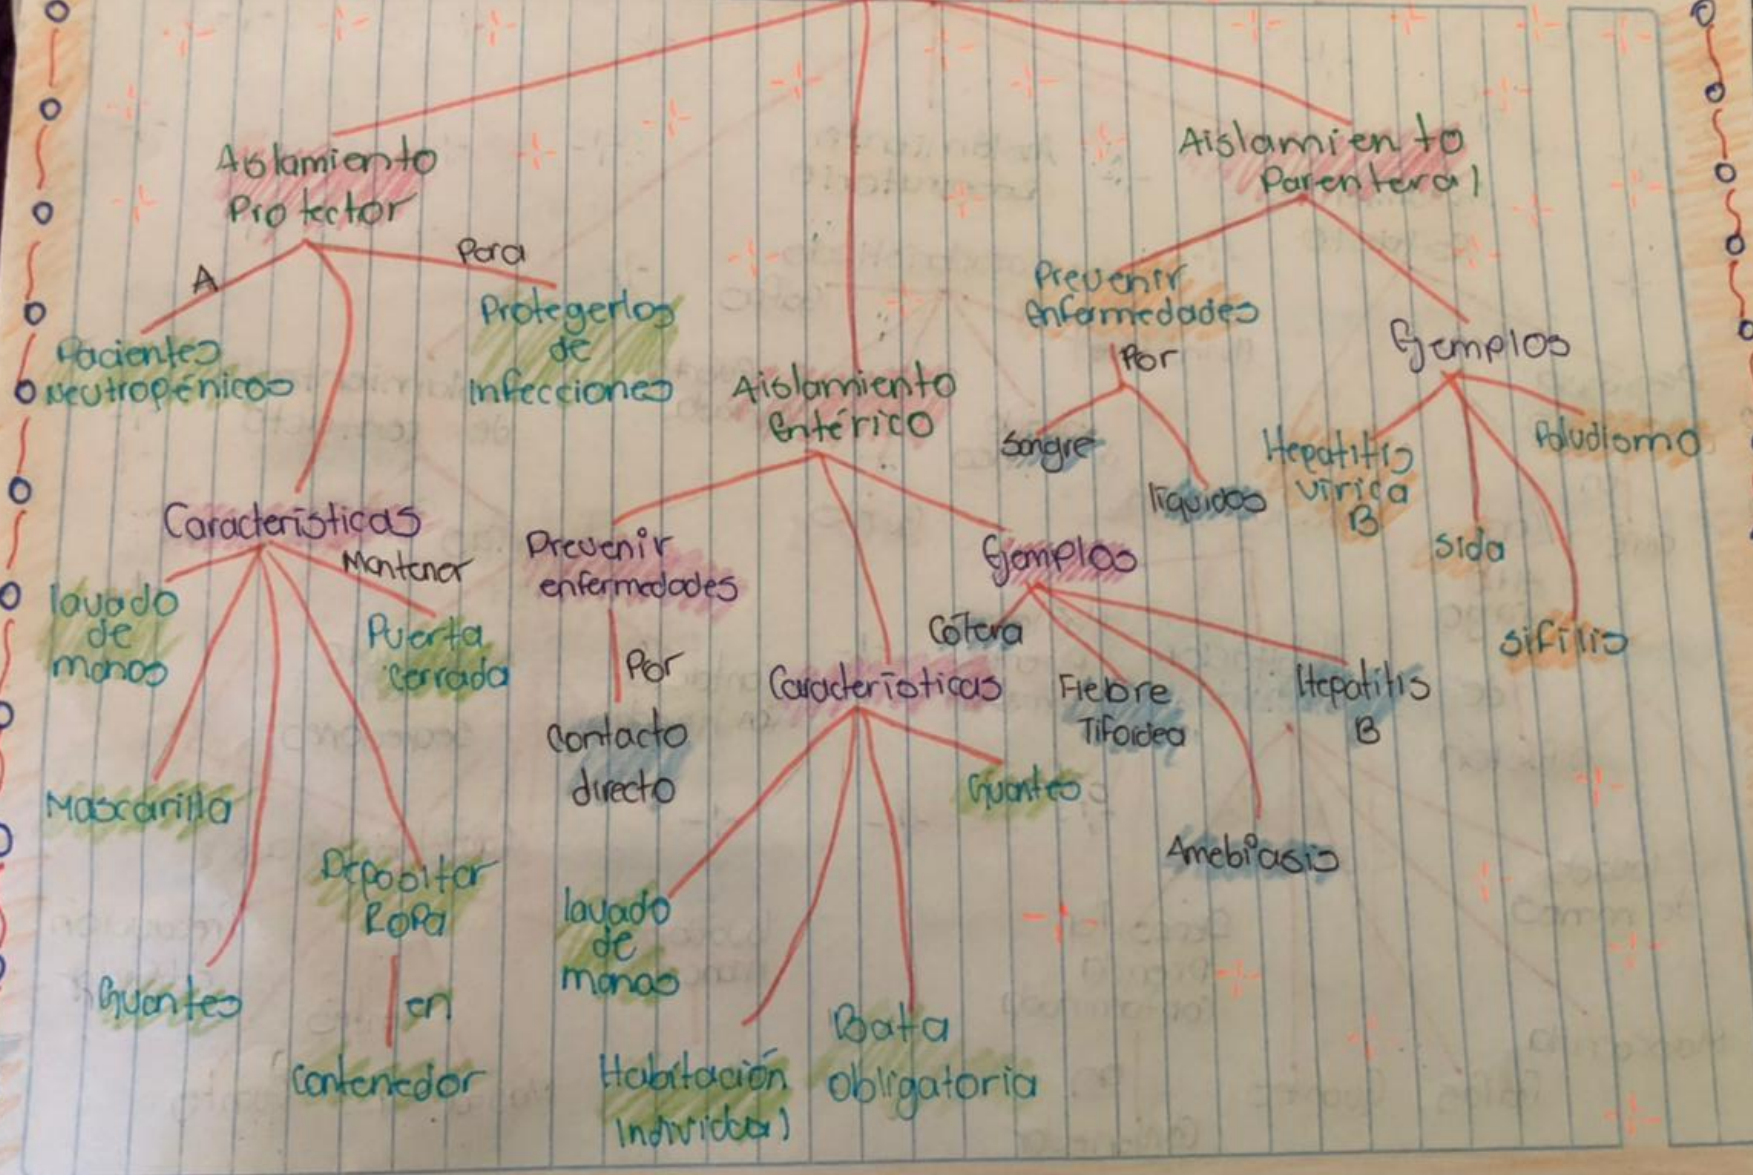 Aislamiento
Protector
A
Para
Pacientes
Neutropénicos
Protegerlos
de
infecciones
Características
lavado
de
manos
Mantener
Puerta
cerrada
Mascarilla
Guantes
Depositar
Ropa
en
Contenedor
Aislamiento
Entérico
Prevenir
enfermedades
Por
Contacto
directo
Características
lavado
de
manos
Habitación
Individual
Bata
obligatoria
Guantes
Ejemplos
Cólera
Fiebre
Tifoidea
Amebiasis
Hepatitis
B
Aislamiento
Parenteral
Prevenir
enfermedades
Por
Sangre
líquidos
Ejemplos
Hepatitis
vírica
B
Sida
Sifilis
Paludismo